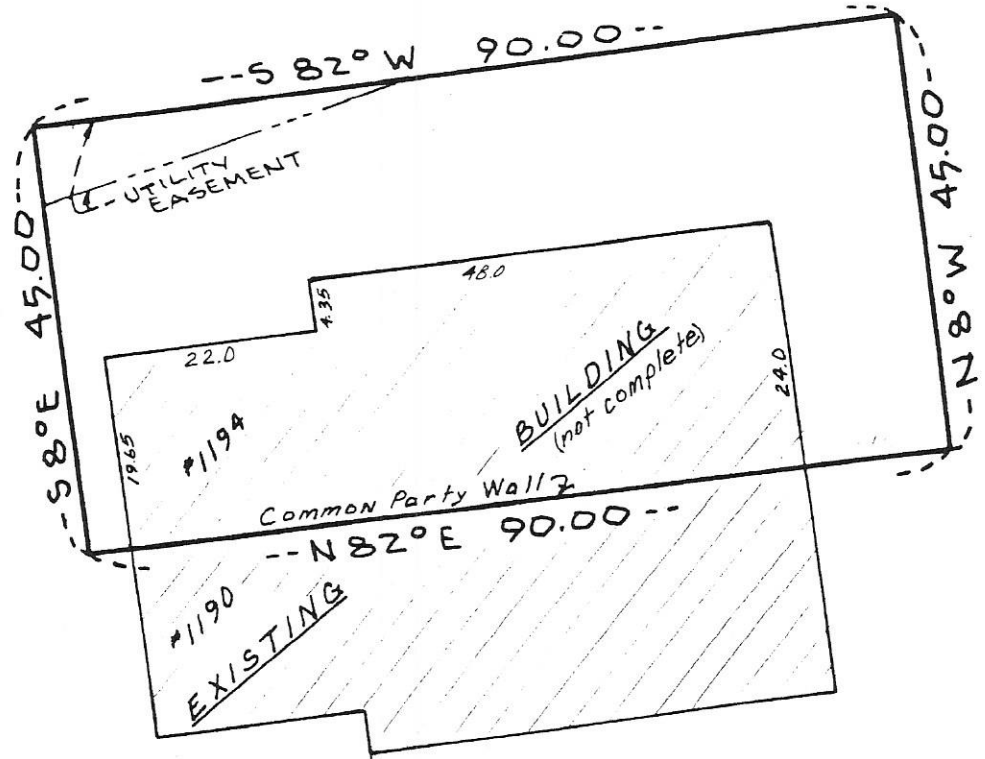 --S 82° W 90.00--
--S 8° E 45.00--
N 8° W 45.00--
UTILITY
EASEMENT
48.0
4.35
22.0
BUILDING
(not complete)
24.0
19.65
#1194
Common Party Wall
--N 82° E 90.00--
#1190
EXISTING